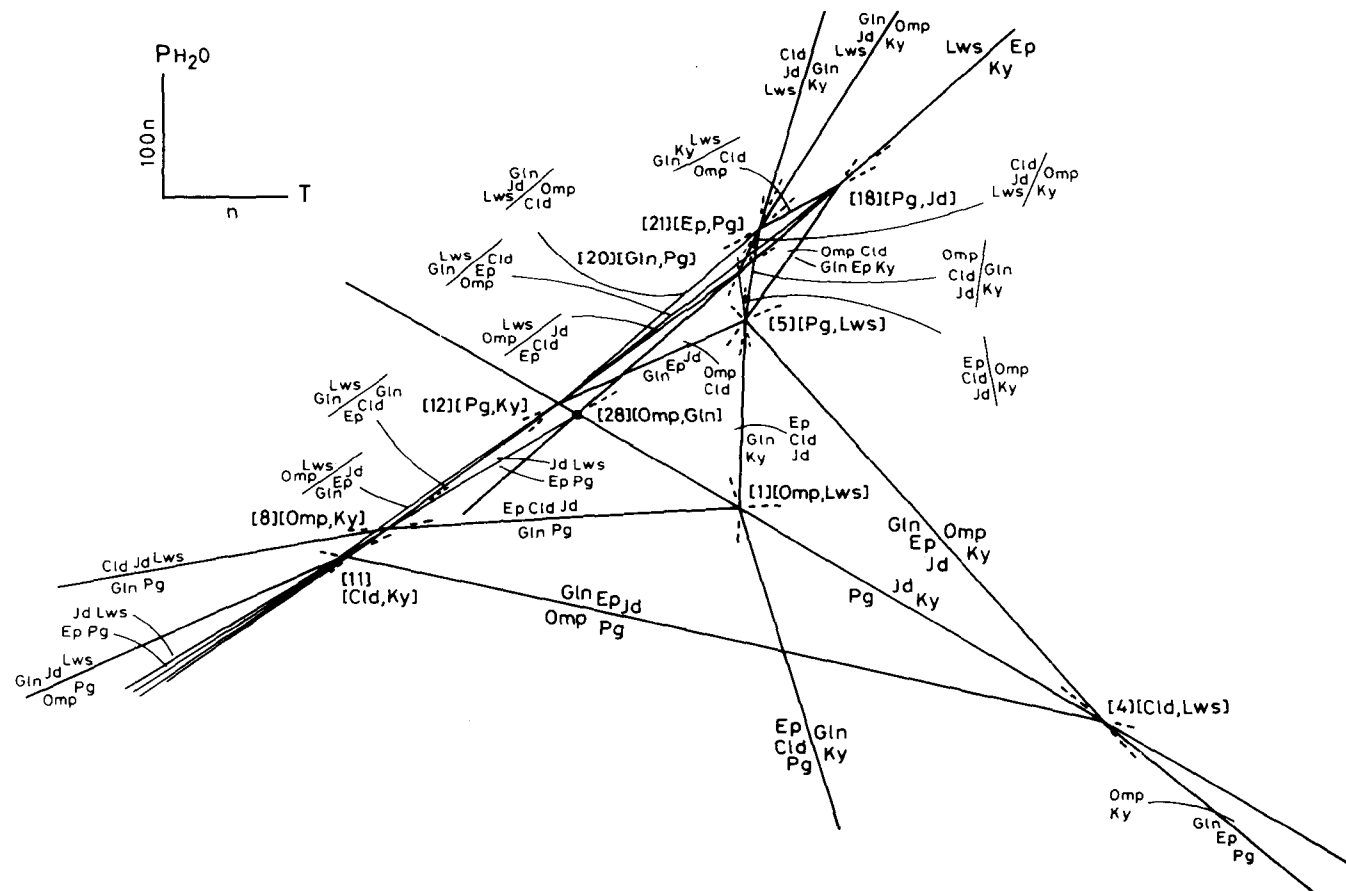 PH2O
100n
T
n
Cld
Jd Gln
Lws Ky
Gln
Jd Omp
Lws Ky
Lws Ep
Ky
Ky Lws
Gln Cld
Omp
Gln
Jd
Lws Omp
Cld
Cld
Jd Omp
Lws Ky
[18][Pg,Jd]
[21][Ep,Pg]
[20][Gln,Pg]
Omp Cld
Gln Ep Ky
Omp
Cld Gln
Jd Ky
Lws Cld
Gln Ep
Omp
Lws Jd
Omp Cld
Ep
[5][Pg,Lws]
Ep
Cld Omp
Jd Ky
Gln Ep Jd
Omp
Cld
Lws Gln
Gln Cld
Ep
[12][Pg,Ky]
[28][Omp,Gln]
Ep
Gln Cld
Ky Jd
Lws Jd
Omp Ep
Gln
Jd Lws
Ep Pg
[1][Omp,Lws]
[8][Omp,Ky]
Ep Cld Jd
Gln Pg
Gln Omp
Ep Ky
Jd
Cld Jd Lws
Gln Pg
[11]
[Cld,Ky]
Jd
Pg Ky
Gln Ep Jd
Omp Pg
Jd Lws
Ep Pg
Gln Jd Lws
Omp Pg
[4][Cld,Lws]
Ep Gln
Cld Ky
Pg
Omp
Ky
Gln
Ep
Pg